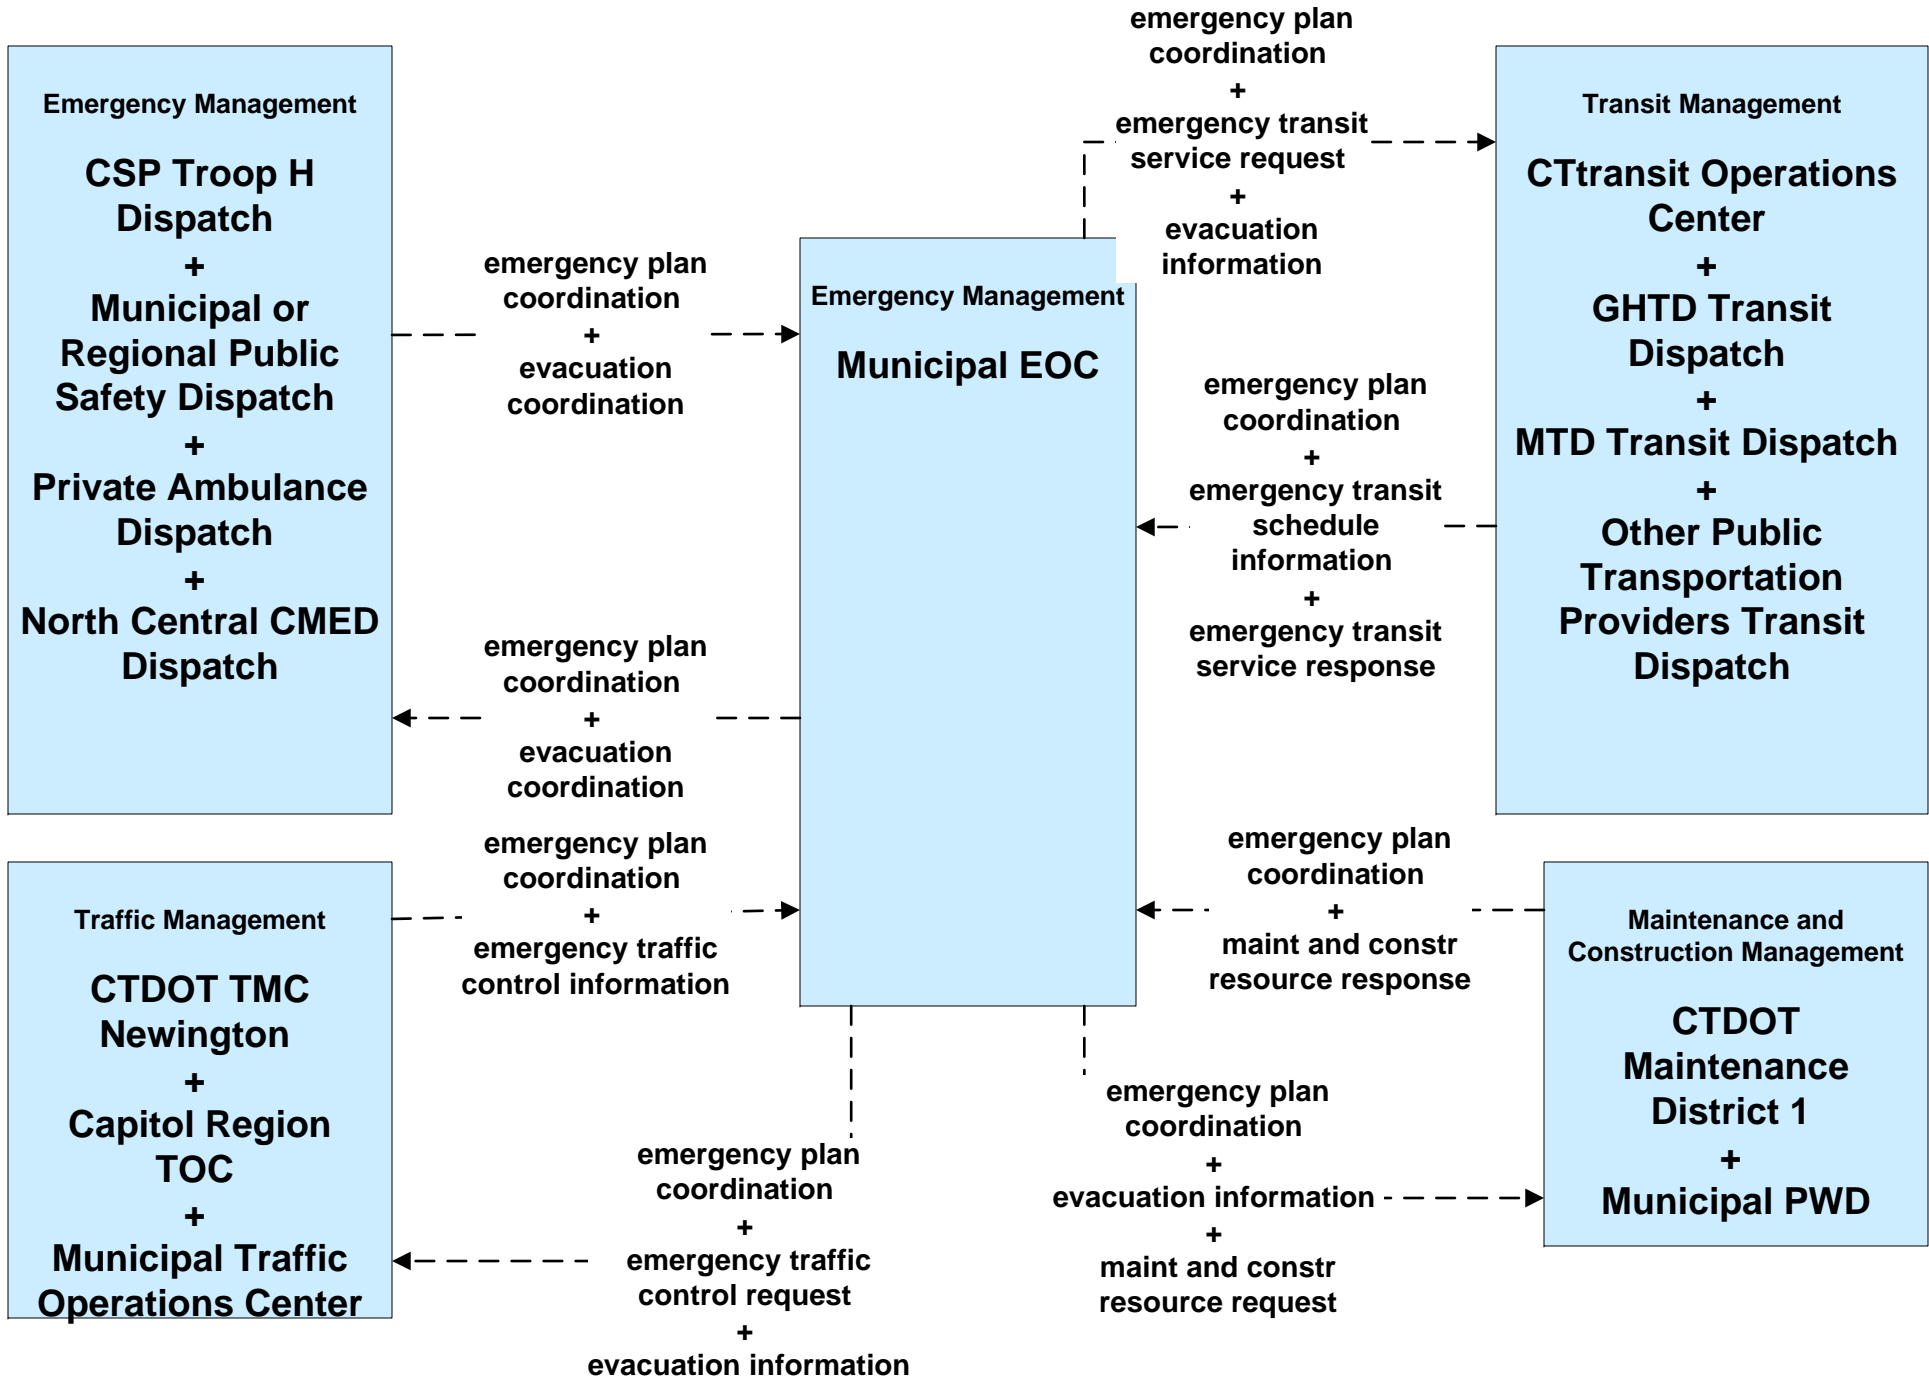 Emergency Management
CSP Troop H
Dispatch
+
Municipal or
Regional Public
Safety Dispatch
+
Private Ambulance
Dispatch
+
North Central CMED
Dispatch
emergency plan
coordination
+
evacuation
coordination
emergency plan
coordination
+
evacuation
coordination
Emergency Management
Municipal EOC
emergency plan
coordination
+
emergency transit
service request
+
evacuation
information
emergency plan
coordination
+
emergency transit
schedule
information
+
emergency transit
service response
Transit Management
CTtransit Operations
Center
+
GHTD Transit
Dispatch
+
MTD Transit Dispatch
+
Other Public
Transportation
Providers Transit
Dispatch
Traffic Management
CTDOT TMC
Newington
+
Capitol Region
TOC
+
Municipal Traffic
Operations Center
emergency plan
coordination
+
emergency traffic
control information
emergency plan
coordination
+
emergency traffic
control request
+
evacuation information
emergency plan
coordination
+
maint and constr
resource response
emergency plan
coordination
+
evacuation information
+
maint and constr
resource request
Maintenance and
Construction Management
CTDOT
Maintenance
District 1
+
Municipal PWD